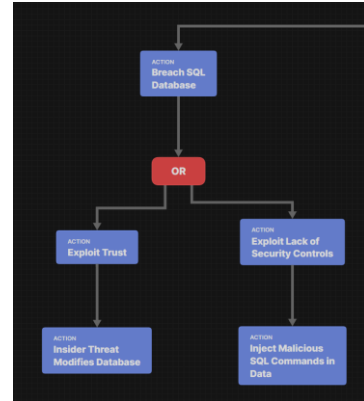 ACTION
Breach SQL
Database
OR
ACTION
Exploit Trust
ACTION
Exploit Lack of
Security Controls
ACTION
Insider Threat
Modifies Database
ACTION
Inject Malicious
SQL Commands in
Data